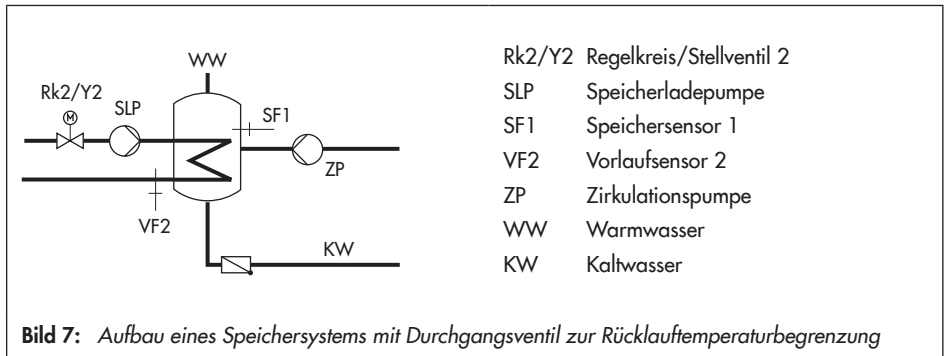 WW
Rk2/Y2
M
SLP
SF1
ZP
VF2
KW
Rk2/Y2 Regelkreis/Stellventil 2
SLP Speicherladepumpe
SF1 Speichersensor 1
VF2 Vorlaufsensor 2
ZP Zirkulationspumpe
WW Warmwasser
KW Kaltwasser
Bild 7: Aufbau eines Speichersystems mit Durchgangsventil zur Rücklauftemperaturbegrenzung